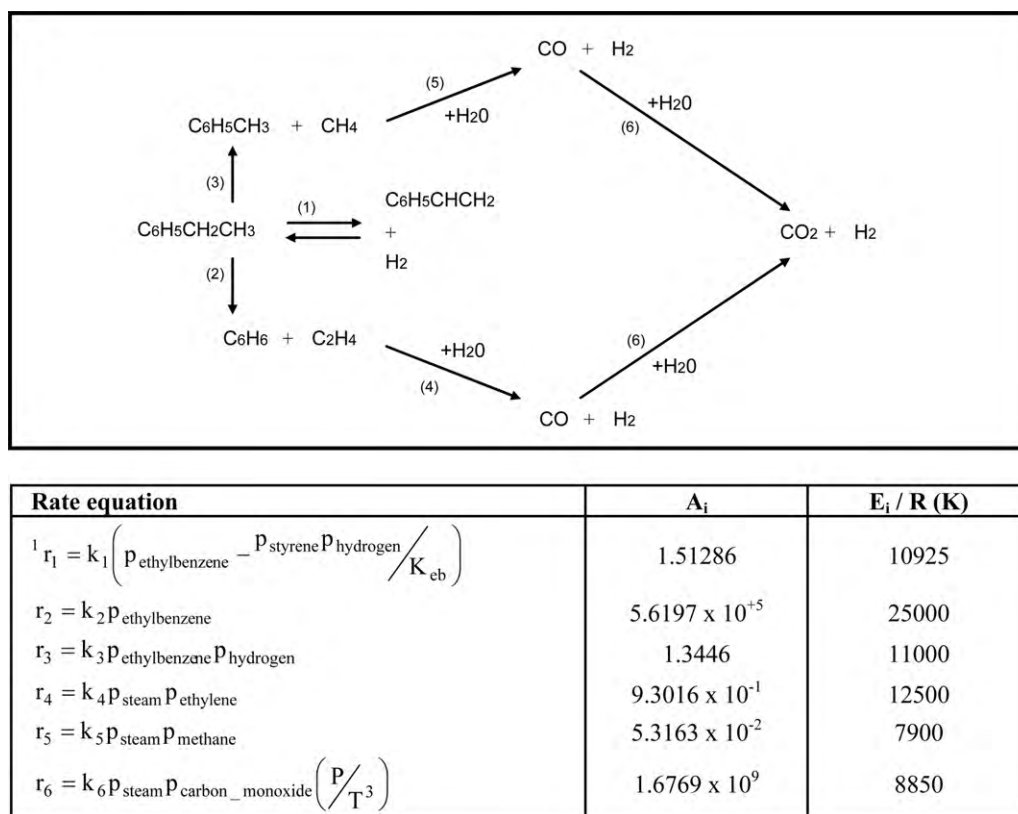 CO + H2
(5)
+H20
+H20
(6)
C6H5CH3 + CH4
(3)
(1)
C6H5CHCH2
C6H5CH2CH3
+
CO2 + H2
H2
(2)
C6H6 + C2H4
+H20
(6)
+H20
(4)
CO + H2
Rate equation Ai Ei / R (K)
1 r1 = k1(pethylbenzene − pstyrene phydrogen / Keb) 1.51286 10925
r2 = k2 pethylbenzene 5.6197 x 10+5 25000
r3 = k3 pethylbenzene phydrogen 1.3446 11000
r4 = k4 psteam pethylene 9.3016 x 10-1 12500
r5 = k5 psteam pmethane 5.3163 x 10-2 7900
r6 = k6 psteam pcarbon_monoxide (P/T3) 1.6769 x 109 8850